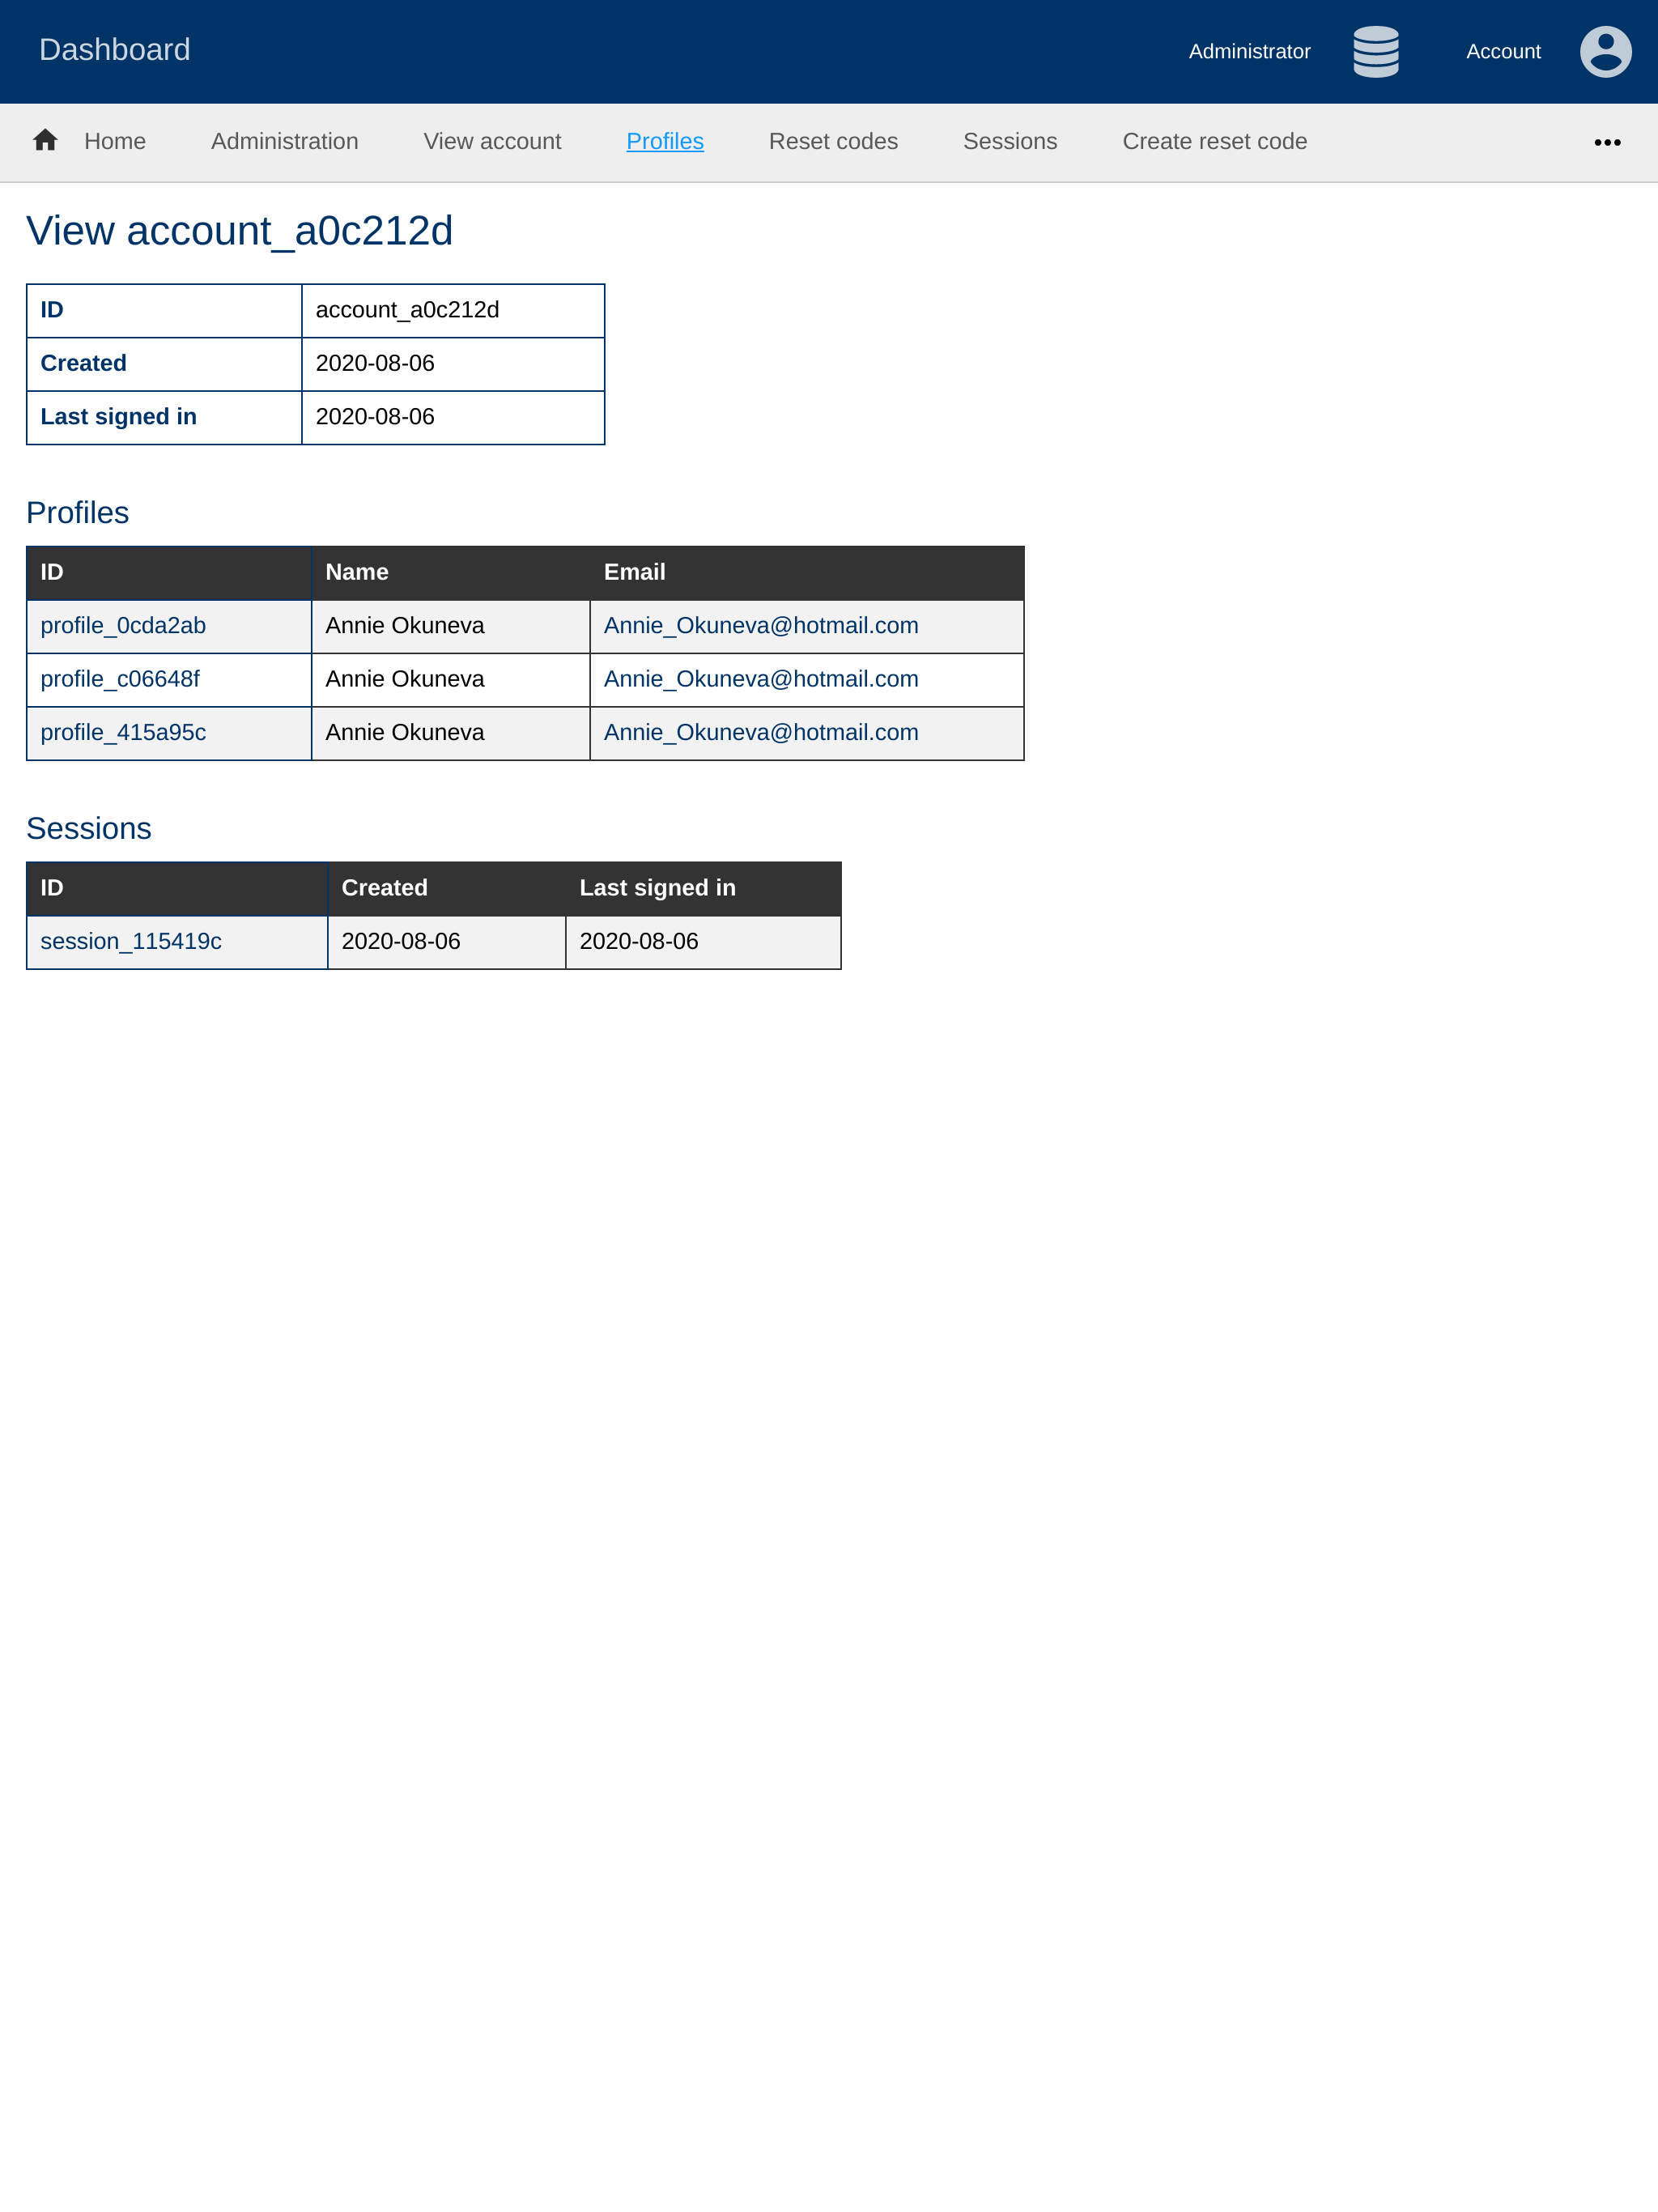 Dashboard
Administrator
Account
Home Administration View account Profiles Reset codes Sessions Create reset code
View account_a0c212d
ID account_a0c212d
Created 2020-08-06
Last signed in 2020-08-06
Profiles
ID Name Email
profile_0cda2ab Annie Okuneva Annie_Okuneva@hotmail.com
profile_c06648f Annie Okuneva Annie_Okuneva@hotmail.com
profile_415a95c Annie Okuneva Annie_Okuneva@hotmail.com
Sessions
ID Created Last signed in
session_115419c 2020-08-06 2020-08-06